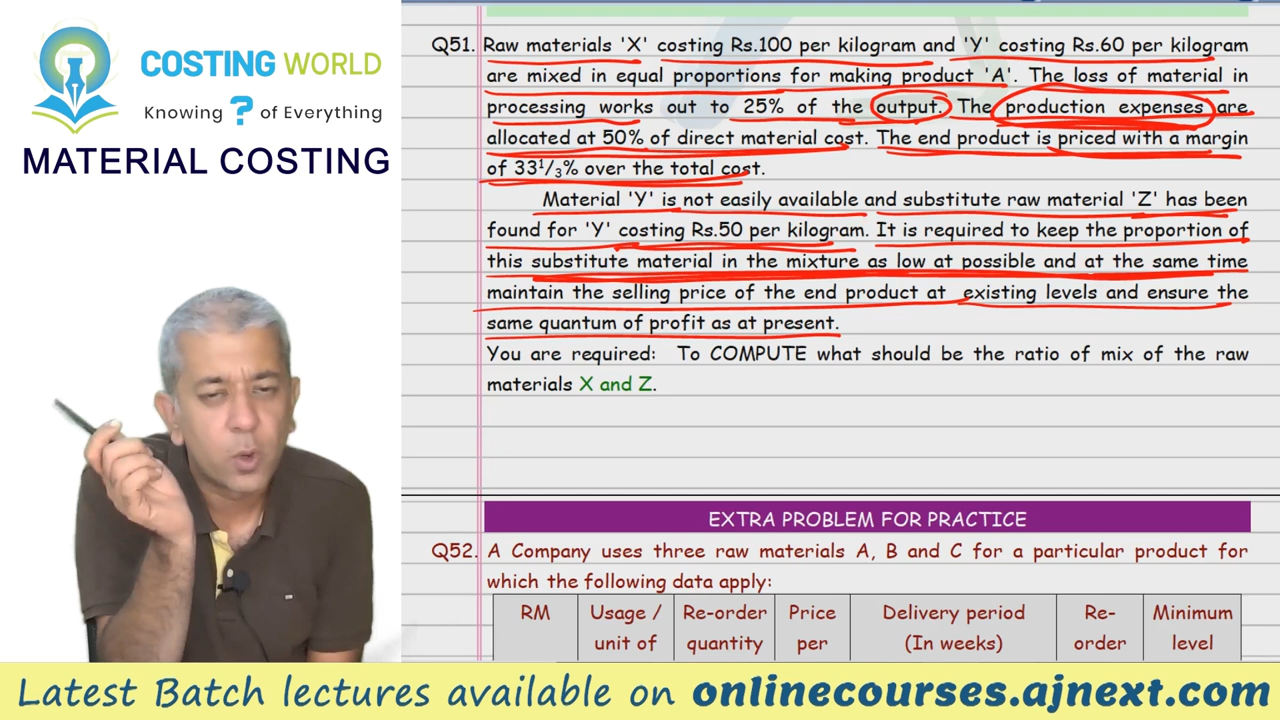 COSTING WORLD
Knowing ? of Everything
MATERIAL COSTING
Q51. Raw materials 'X' costing Rs.100 per kilogram and 'Y' costing Rs.60 per kilogram
are mixed in equal proportions for making product 'A'. The loss of material in
processing works out to 25% of the output. The production expenses are
allocated at 50% of direct material cost. The end product is priced with a margin
of 33¹/₃% over the total cost.
Material 'Y' is not easily available and substitute raw material 'Z' has been
found for 'Y' costing Rs.50 per kilogram. It is required to keep the proportion of
this substitute material in the mixture as low at possible and at the same time
maintain the selling price of the end product at existing levels and ensure the
same quantum of profit as at present.
You are required: To COMPUTE what should be the ratio of mix of the raw
materials X and Z.
EXTRA PROBLEM FOR PRACTICE
Q52. A Company uses three raw materials A, B and C for a particular product for
which the following data apply:
RM Usage / Re-order Price Delivery period Re- Minimum
unit of quantity per (In weeks) order level
Latest Batch lectures available on onlinecourses.ajnext.com